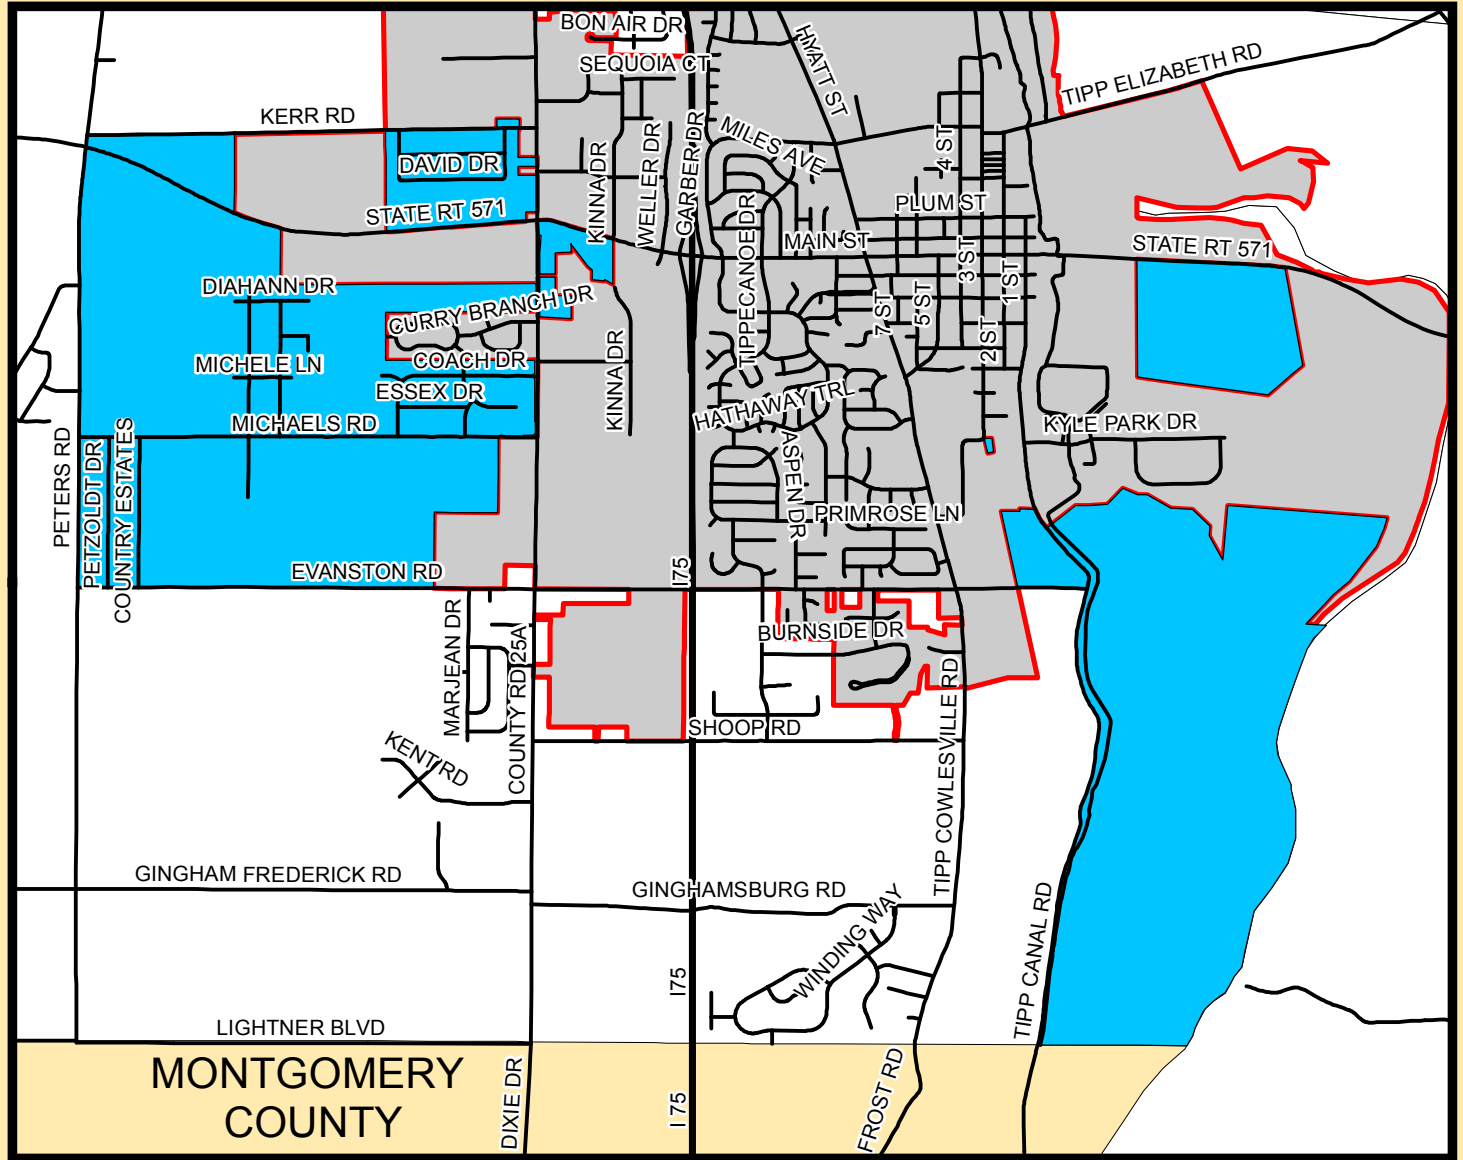 BON AIR DR
SEQUOIA CT
HYATT ST
TIPP ELIZABETH RD
KERR RD
MILES AVE
4 ST
DAVID DR
KINNA DR
WELLER DR
GARBER DR
STATE RT 571
PLUM ST
TIPPECANOE DR
MAIN ST
3 ST
1 ST
STATE RT 571
DIAHANN DR
CURRY BRANCH DR
7 ST
5 ST
2 ST
COACH DR
MICHELE LN
ESSEX DR
KINNA DR
HATHAWAY TRL
MICHAELS RD
KYLE PARK DR
PETERS RD
PETZOLDT DR
COUNTRY ESTATES
ASPEN DR
PRIMROSE LN
EVANSTON RD
I75
MARJEAN DR
COUNTY RD 25A
BURNSIDE DR
SHOOP RD
KENT RD
TIPP COWLESVILLE RD
GINGHAM FREDERICK RD
GINGHAMSBURG RD
WINDING WAY
TIPP CANAL RD
I75
LIGHTNER BLVD
MONTGOMERY
COUNTY
DIXIE DR
I 75
FROST RD